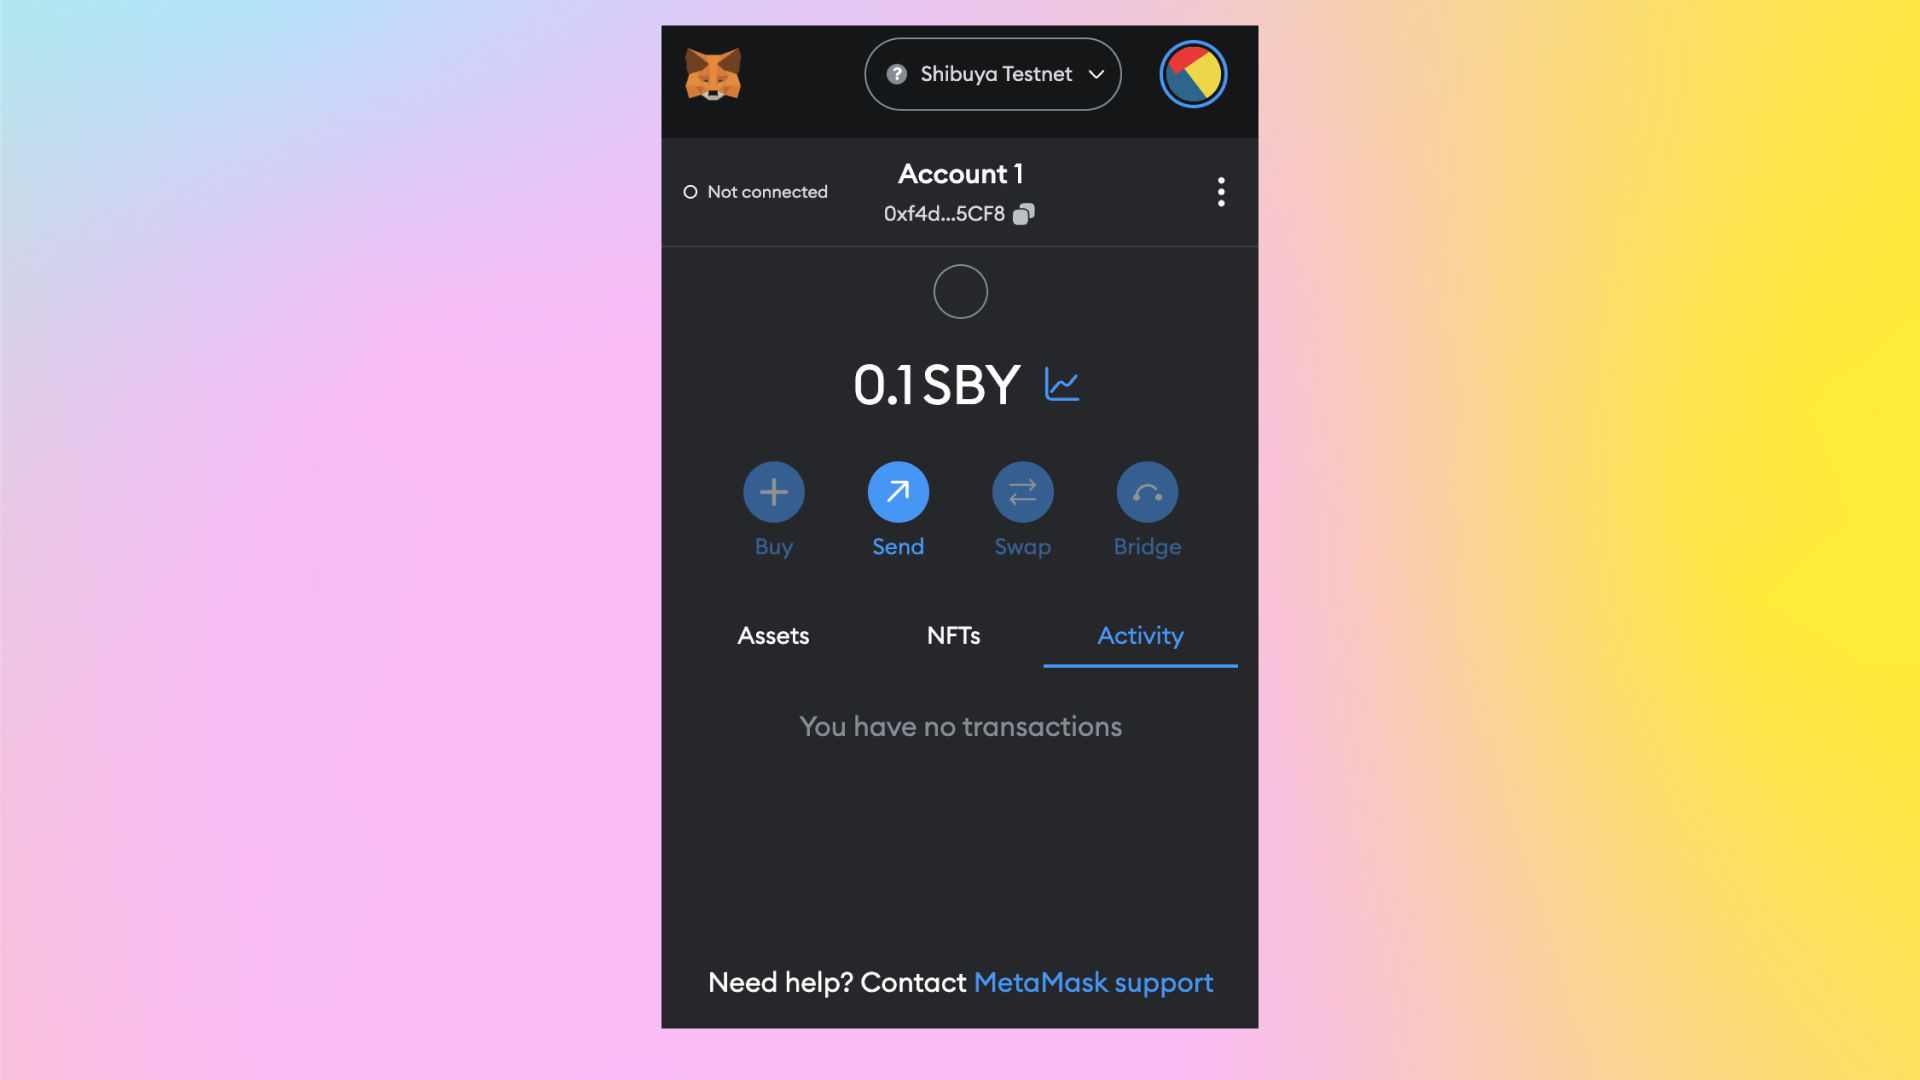 ? Shibuya Testnet
Account 1
Not connected
0xf4d...5CF8
0.1 SBY
Buy Send Swap Bridge
Assets NFTs Activity
You have no transactions
Need help? Contact MetaMask support